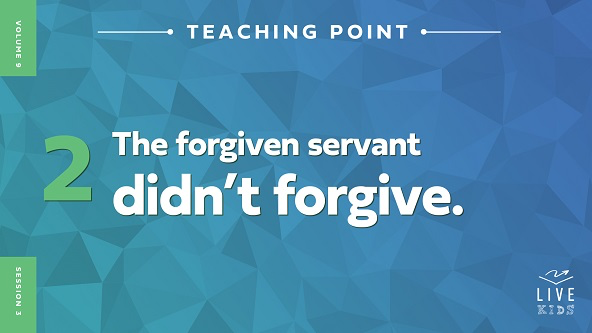 TEACHING POINT
VOLUME 9
2
The forgiven servant
didn't forgive.
SESSION 3
LIVE
KIDS